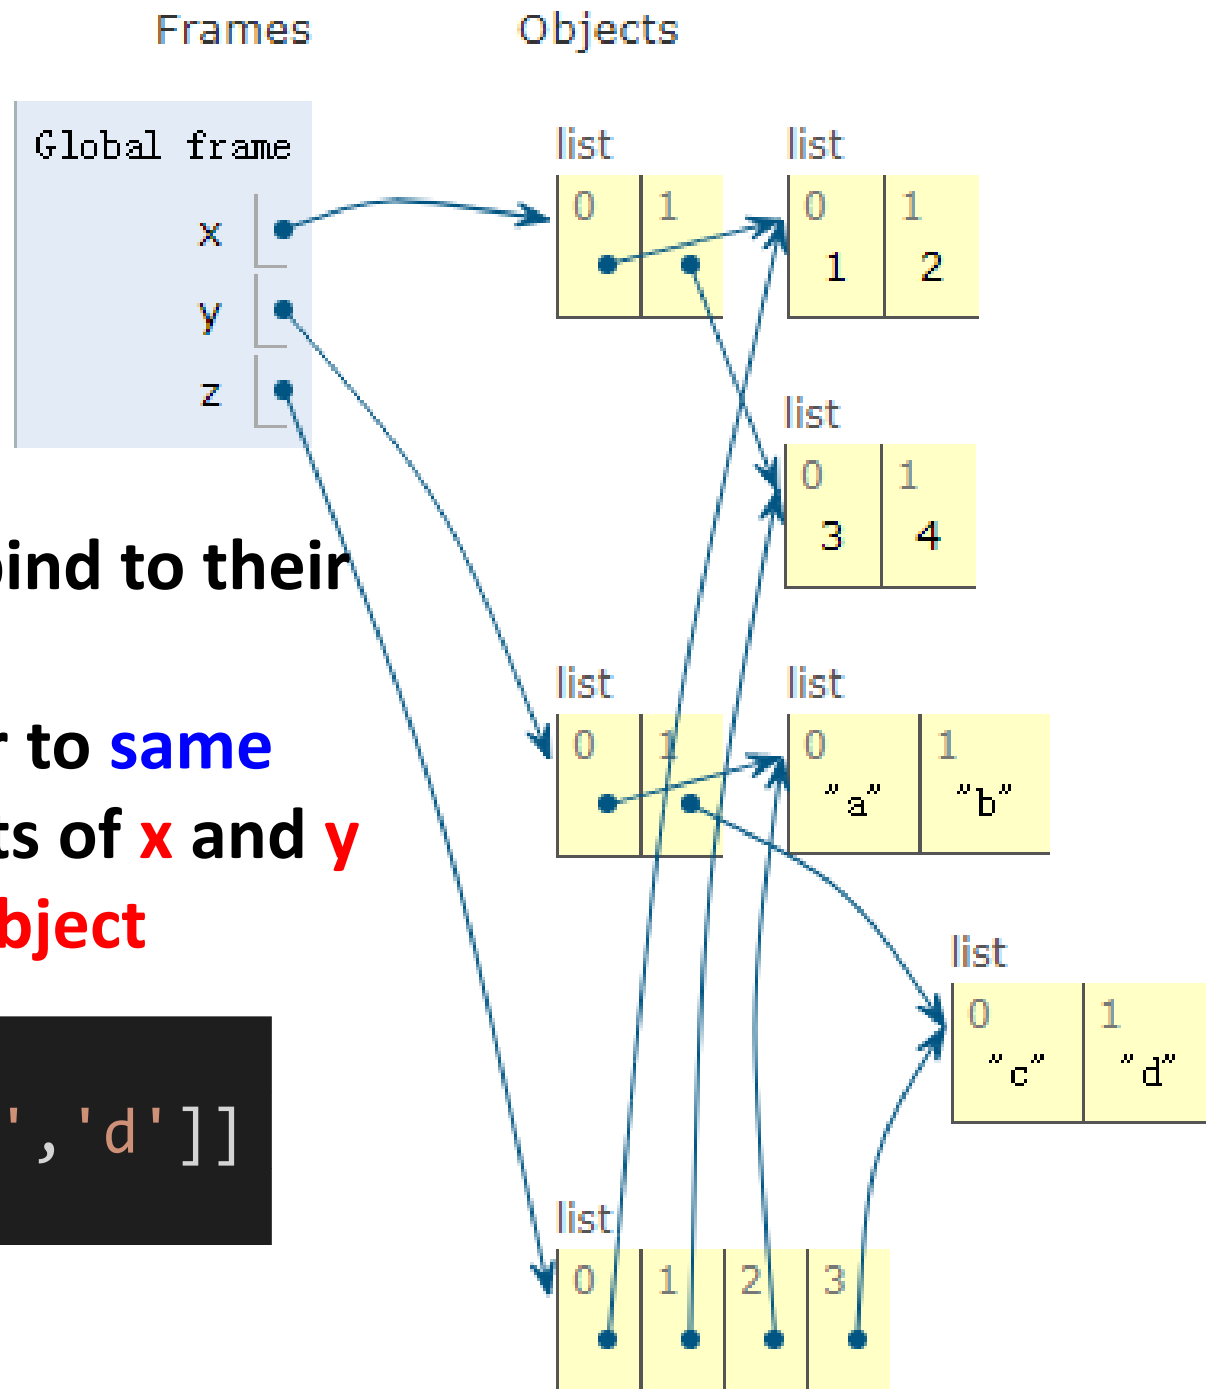 Frames Objects
Global frame
x
y
z
list list
0 1 0 1
1 2
list
0 1
3 4
bind to their
list list
0 1 0 1
"a" "b"
r to same
ts of x and y
bject
list
0 1
"c" "d"
','d']]
list
0 1 2 3